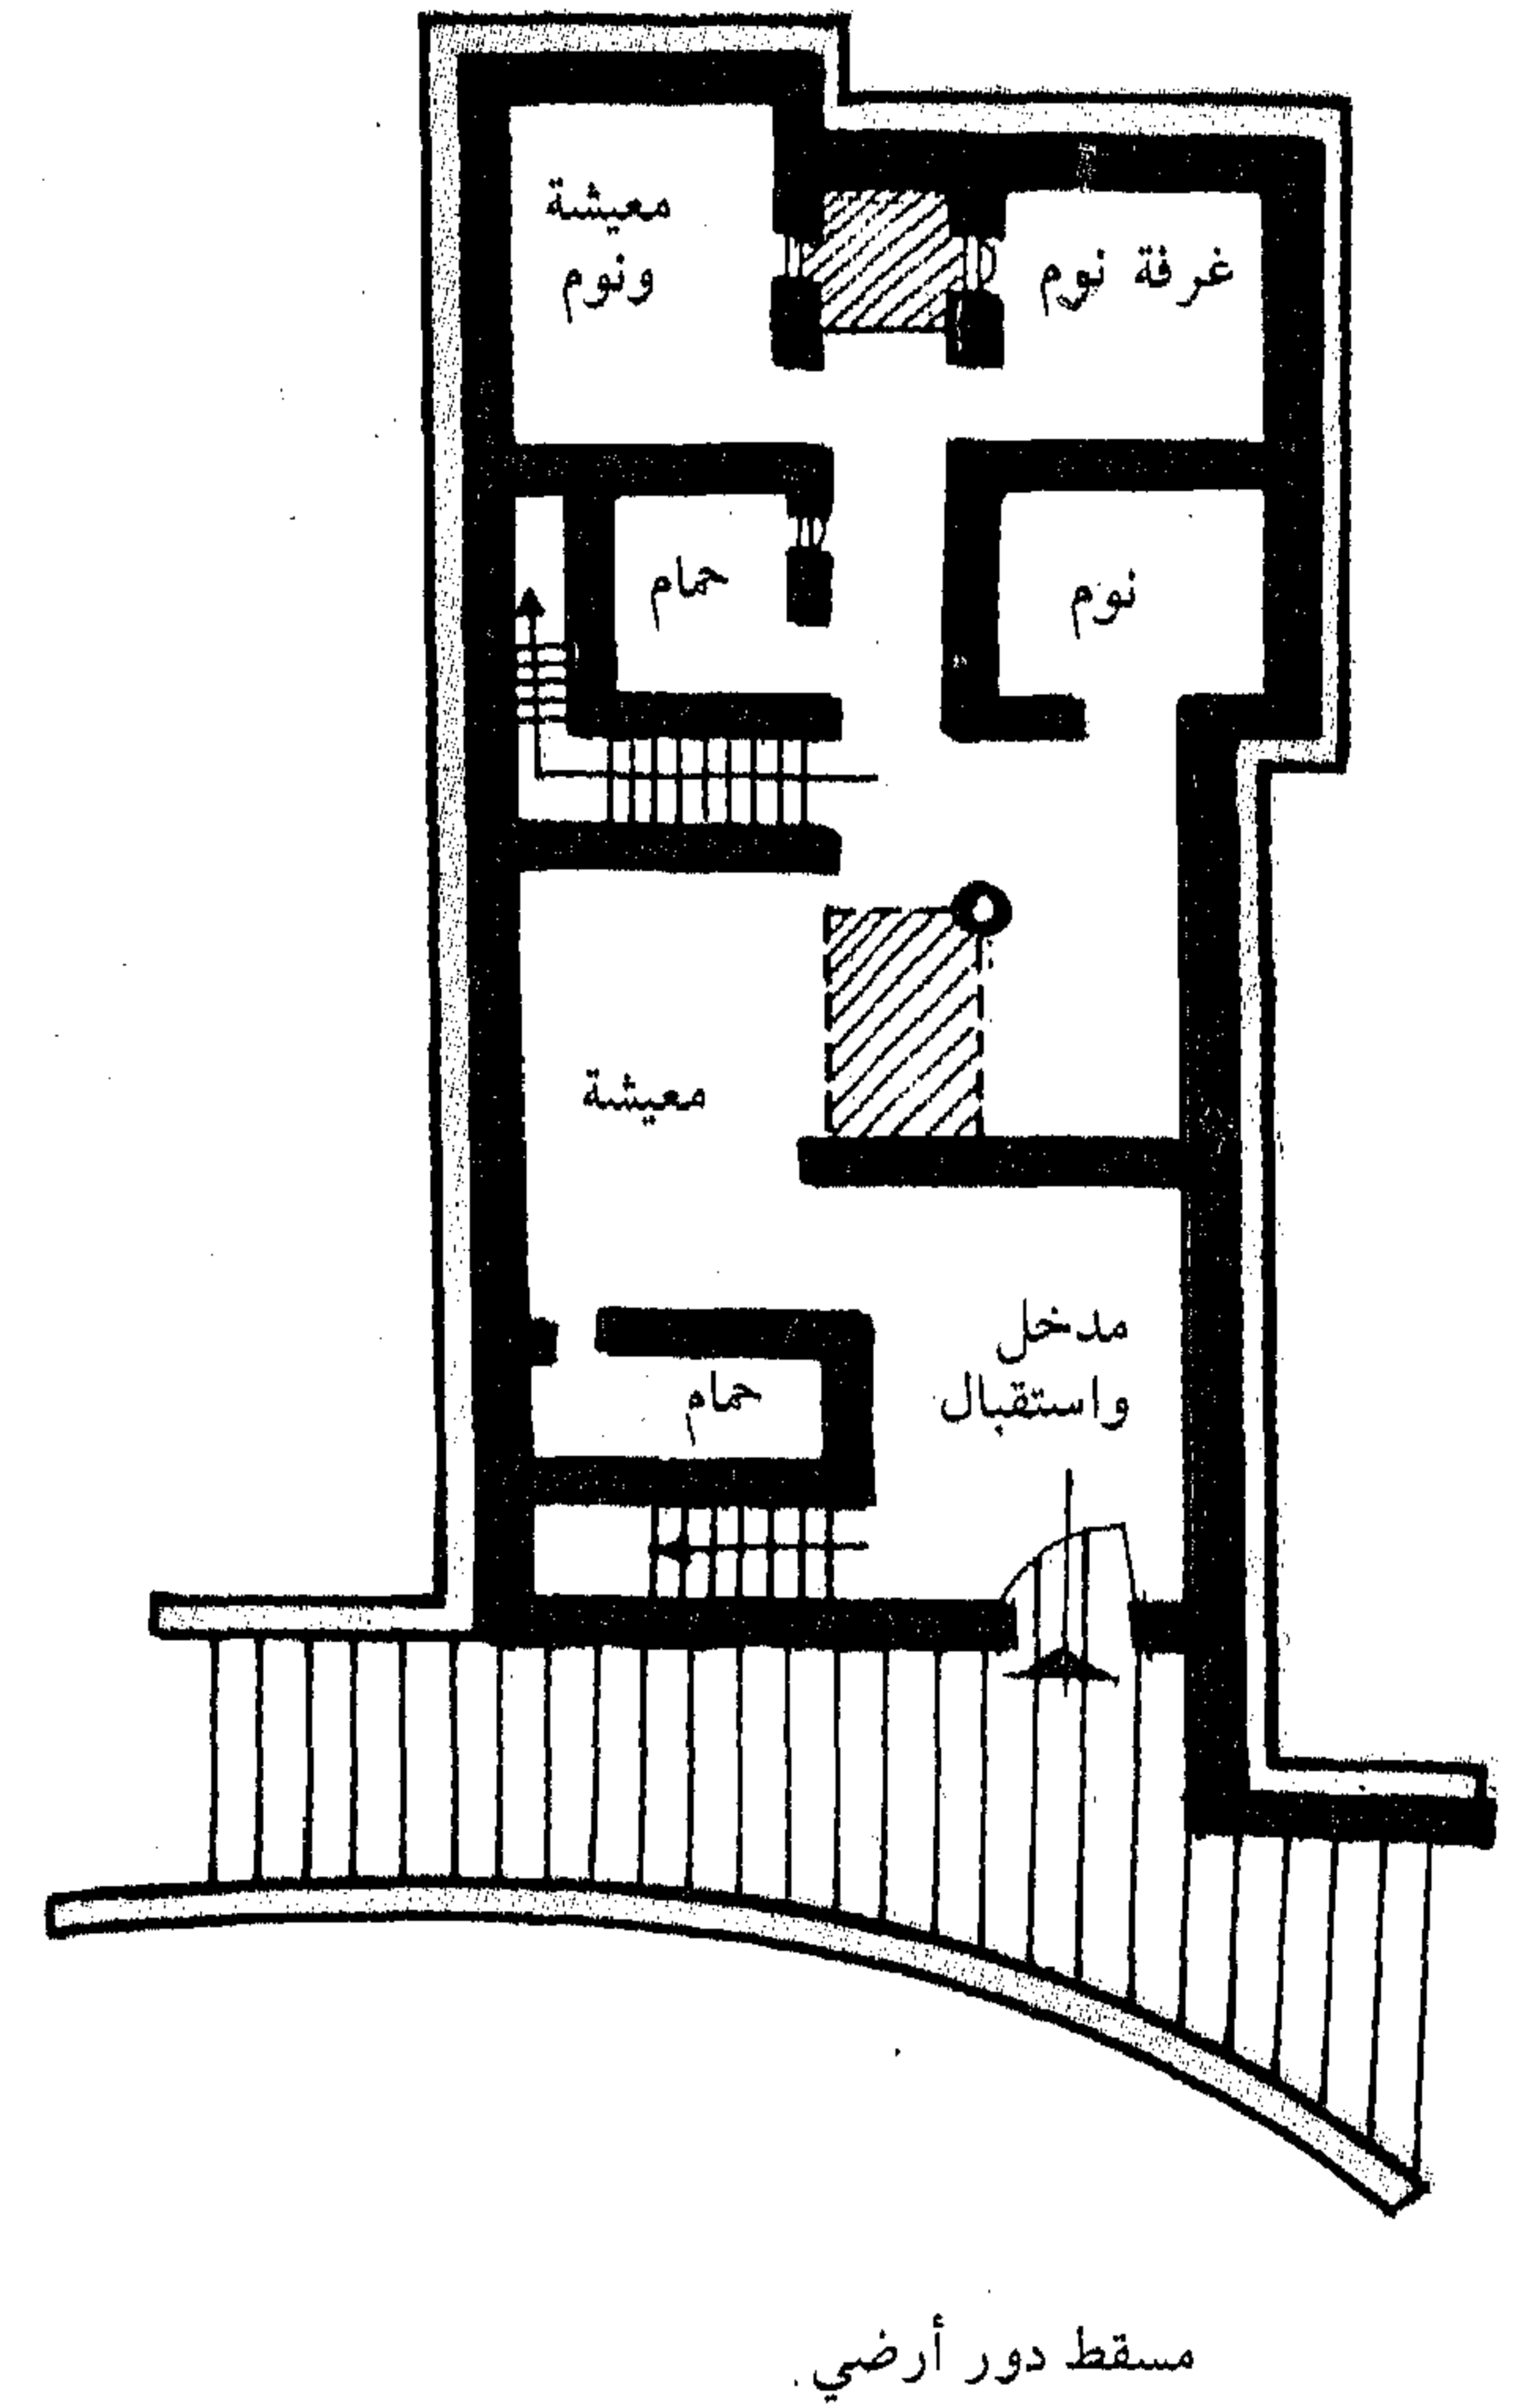 معيشة
ونوم
غرفة نوم
حمام
نوم
معيشة
مدخل
واستقبال
حمام
مسقط دور أرضي .